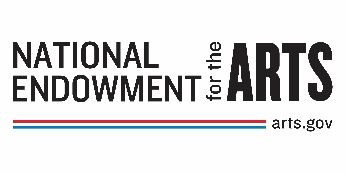 NATIONAL
ENDOWMENT
for the
ARTS
arts.gov